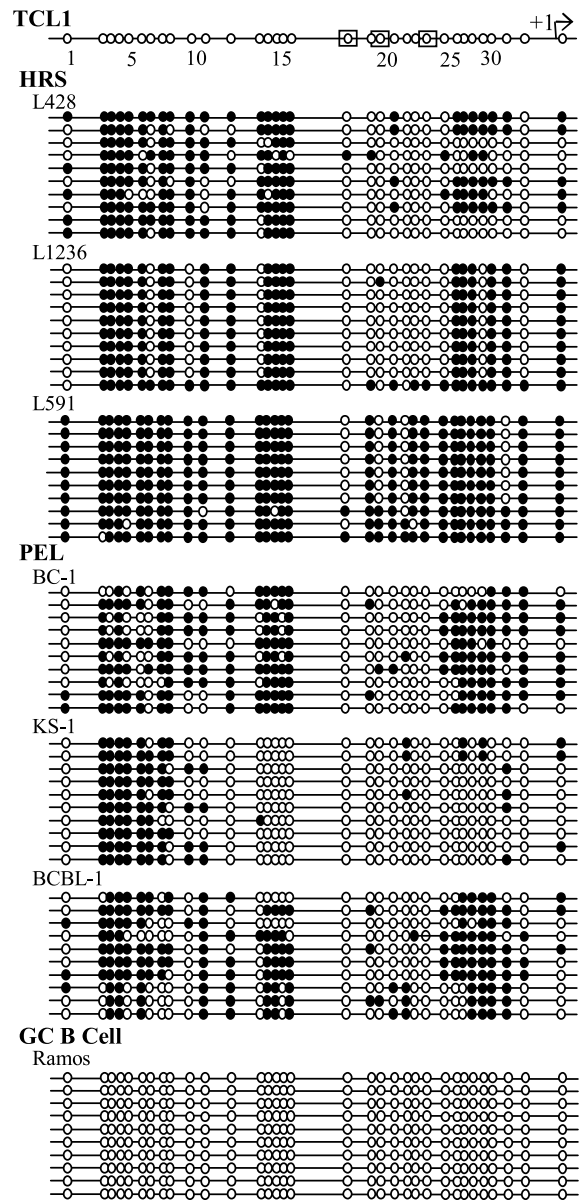 TCL1
+1
1 5 10 15 20 25 30
HRS
L428
L1236
L591
PEL
BC-1
KS-1
BCBL-1
GC B Cell
Ramos